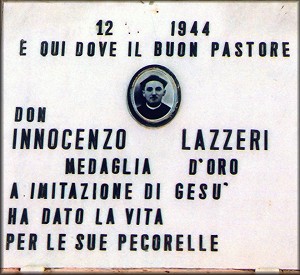 12 1944
È QUI DOVE IL BUON PASTORE
DON
INNOCENZO LAZZERI
MEDAGLIA D'ORO
A IMITAZIONE DI GESU'
HA DATO LA VITA
PER LE SUE PECORELLE